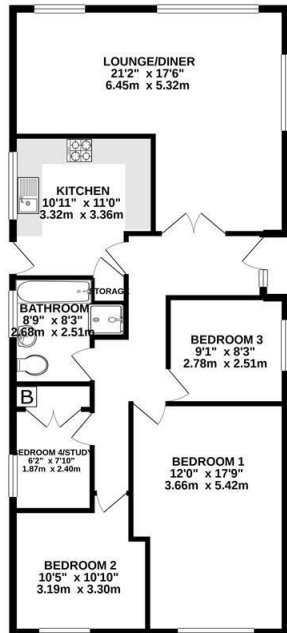 LOUNGE/DINER
21'2" x 17'6"
6.45m x 5.32m
KITCHEN
10'11" x 11'0"
3.32m x 3.36m
STORAGE
BATHROOM
8'9" x 8'3"
2.68m x 2.51m
BEDROOM 3
9'1" x 8'3"
2.78m x 2.51m
B
BEDROOM 4/STUDY
6'2" x 7'10"
1.87m x 2.40m
BEDROOM 1
12'0" x 17'9"
3.66m x 5.42m
BEDROOM 2
10'5" x 10'10"
3.19m x 3.30m